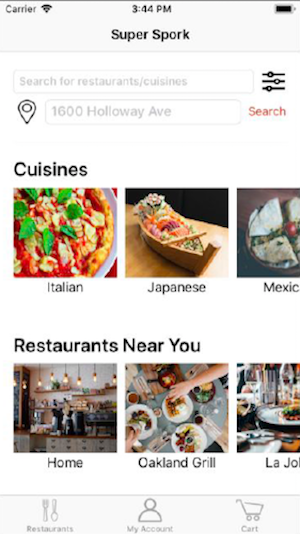 Carrier 3:44 PM
Super Spork
Search for restaurants/cuisines
1600 Holloway Ave Search
Cuisines
Italian Japanese Mexic
Restaurants Near You
Home Oakland Grill La Jol
Restaurants My Account Cart